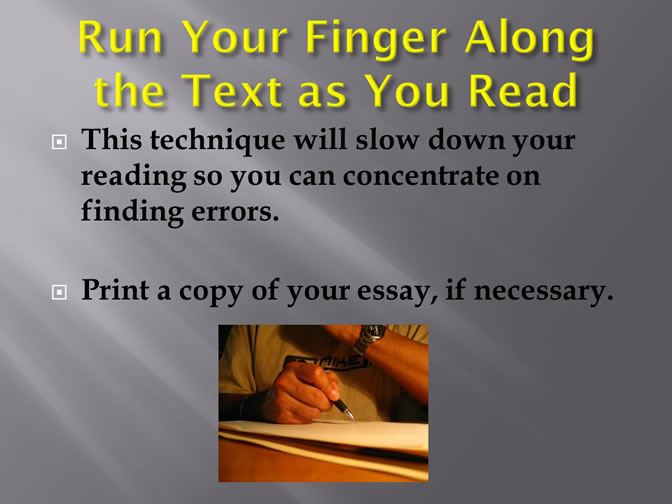 Run Your Finger Along
the Text as You Read
This technique will slow down your
reading so you can concentrate on
finding errors.
Print a copy of your essay, if necessary.